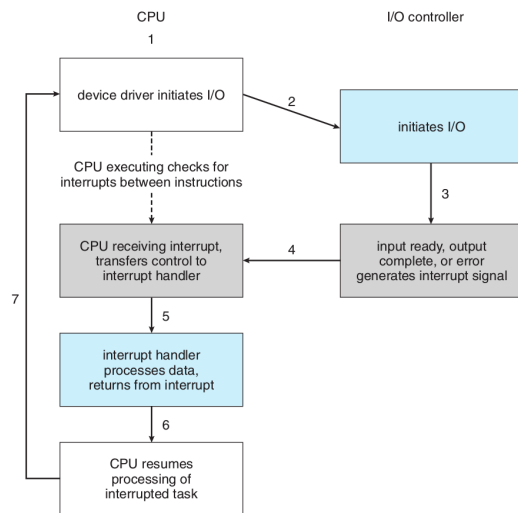 CPU
I/O controller
1
device driver initiates I/O
2
initiates I/O
CPU executing checks for
interrupts between instructions
3
CPU receiving interrupt,
transfers control to
interrupt handler
4
input ready, output
complete, or error
generates interrupt signal
7
5
interrupt handler
processes data,
returns from interrupt
6
CPU resumes
processing of
interrupted task